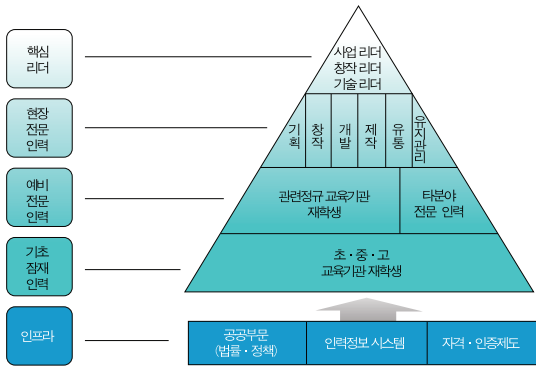 핵심
리더
사업 리더
창작 리더
기술 리더
현장
전문
인력
기획
창작
개발
제작
유통
유지관리
예비
전문
인력
관련정규 교육기관
재학생
타분야
전문 인력
기초
잠재
인력
초·중·고
교육기관 재학생
인프라
공공부문
(법률·정책)
인력정보 시스템
자격·인증제도